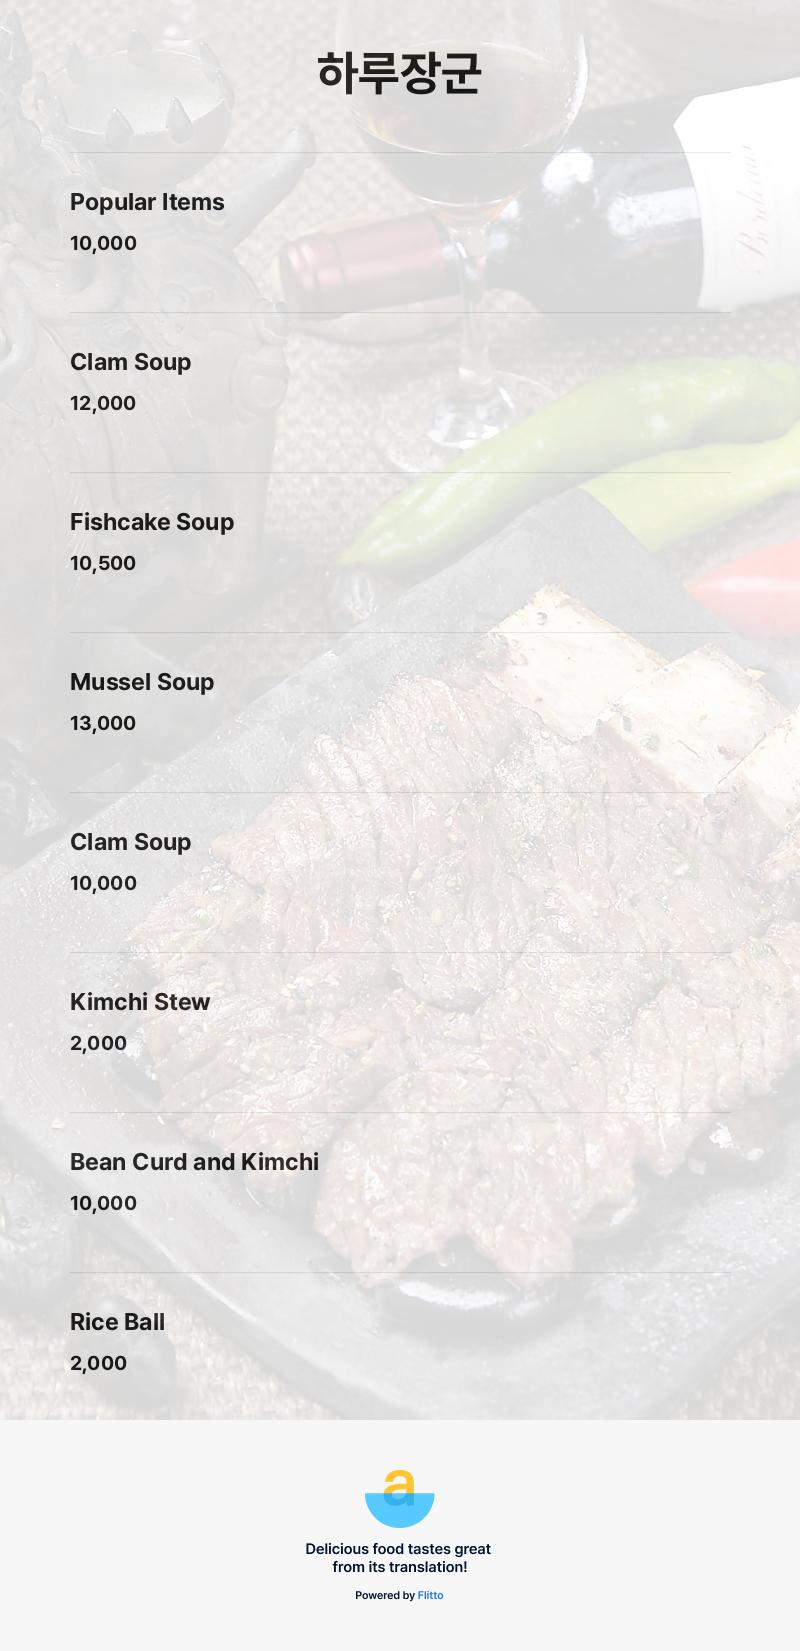 하루장군
Popular Items
10,000
Clam Soup
12,000
Fishcake Soup
10,500
Mussel Soup
13,000
Clam Soup
10,000
Kimchi Stew
2,000
Bean Curd and Kimchi
10,000
Rice Ball
2,000
a
Delicious food tastes great
from its translation!
Powered by Flitto